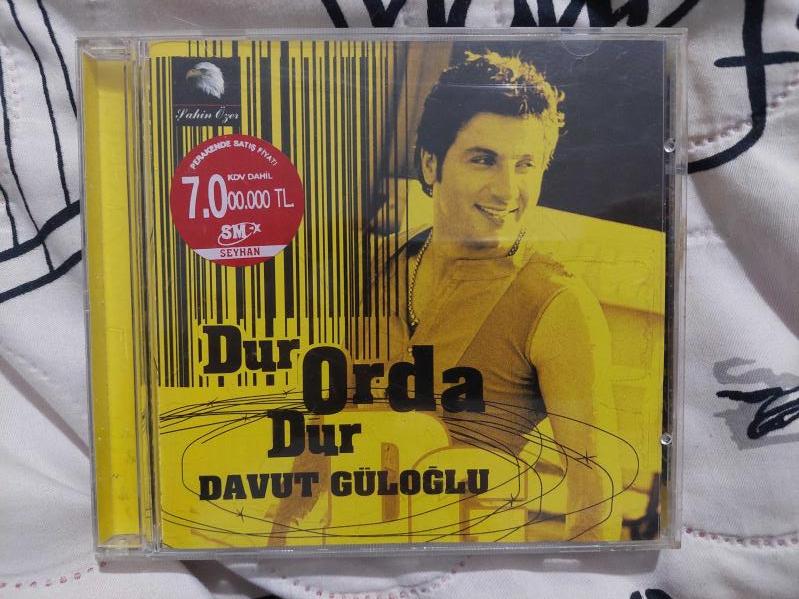 Şahin Özer
PERAKENDE SATIŞ FİYATI
KDV DAHİL
7.000.000 TL.
SM
SEYHAN
Dur
Orda
Dur
DAVUT GÜLOĞLU